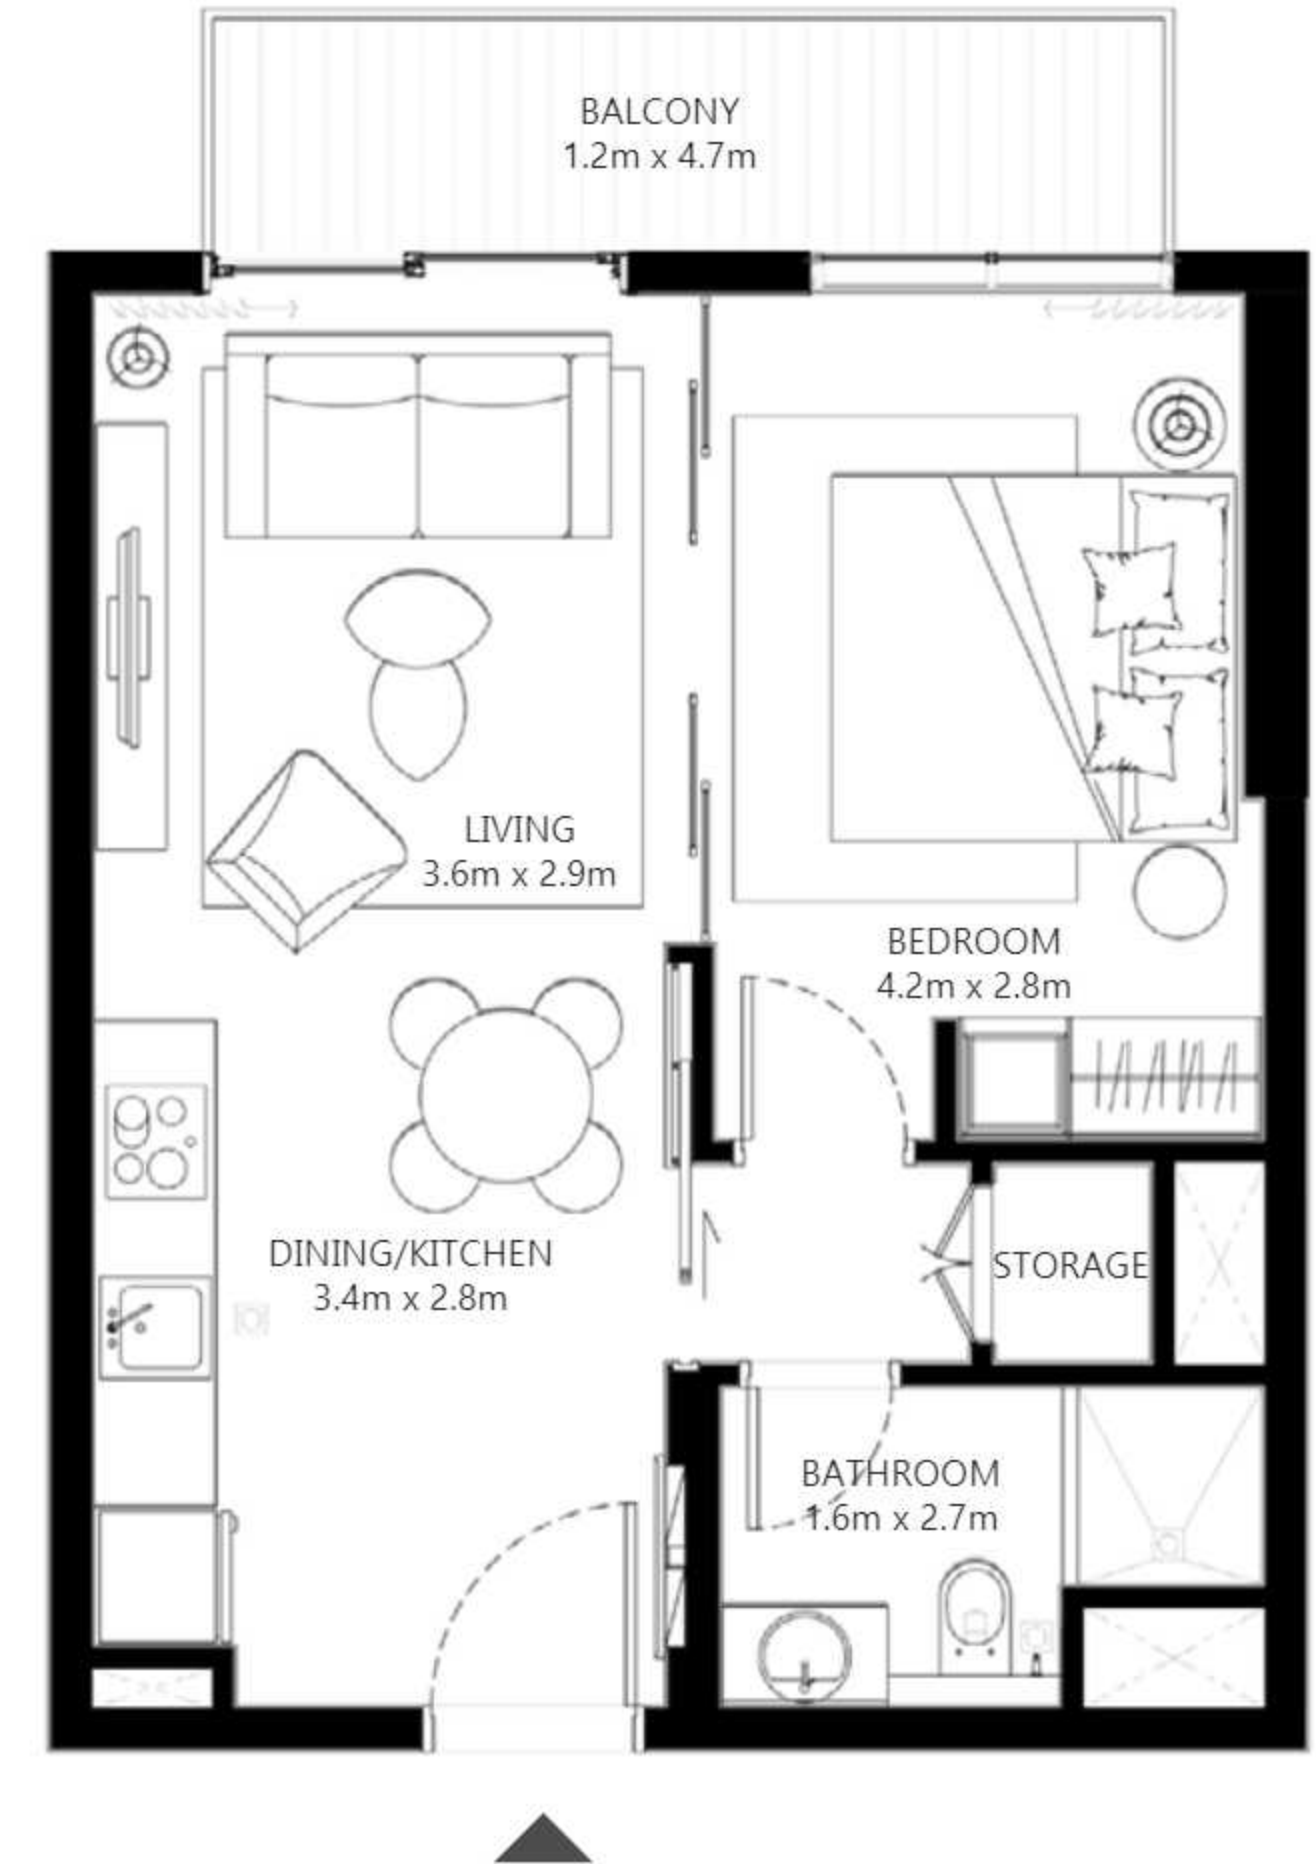 BALCONY
1.2m x 4.7m
LIVING
3.6m x 2.9m
BEDROOM
4.2m x 2.8m
DINING/KITCHEN
3.4m x 2.8m
STORAGE
BATHROOM
1.6m x 2.7m